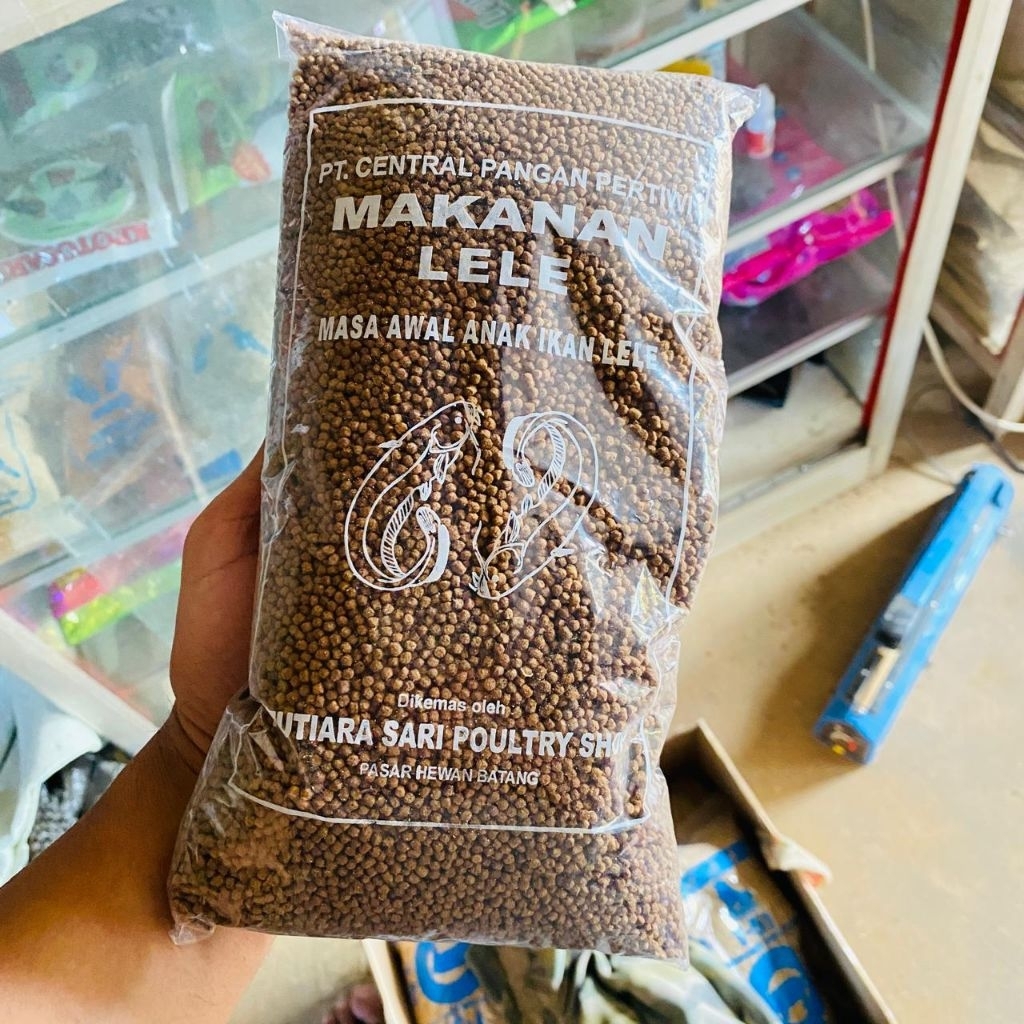 PT. CENTRAL PANGAN PERTIWI
MAKANAN
LELE
MASA AWAL ANAK IKAN LELE
Dikemas oleh :
UTIARA SARI POULTRY SHO
PASAR HEWAN BATANG